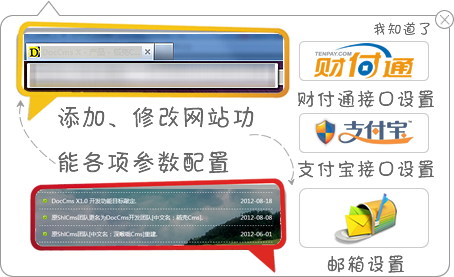 我知道了
TENPAY.COM
财付通
财付通接口设置
添加、修改网站功
能各项参数配置
支付宝
支付宝接口设置
DocCms X1.0 开发功能目标敲定. 2012-08-18
原ShlCms团队更名为DocCms开发团队[中文名：稻壳Cms]. 2012-08-08
原ShlCms团队[中文名：深喉咙Cms]重建. 2012-06-01
邮箱设置